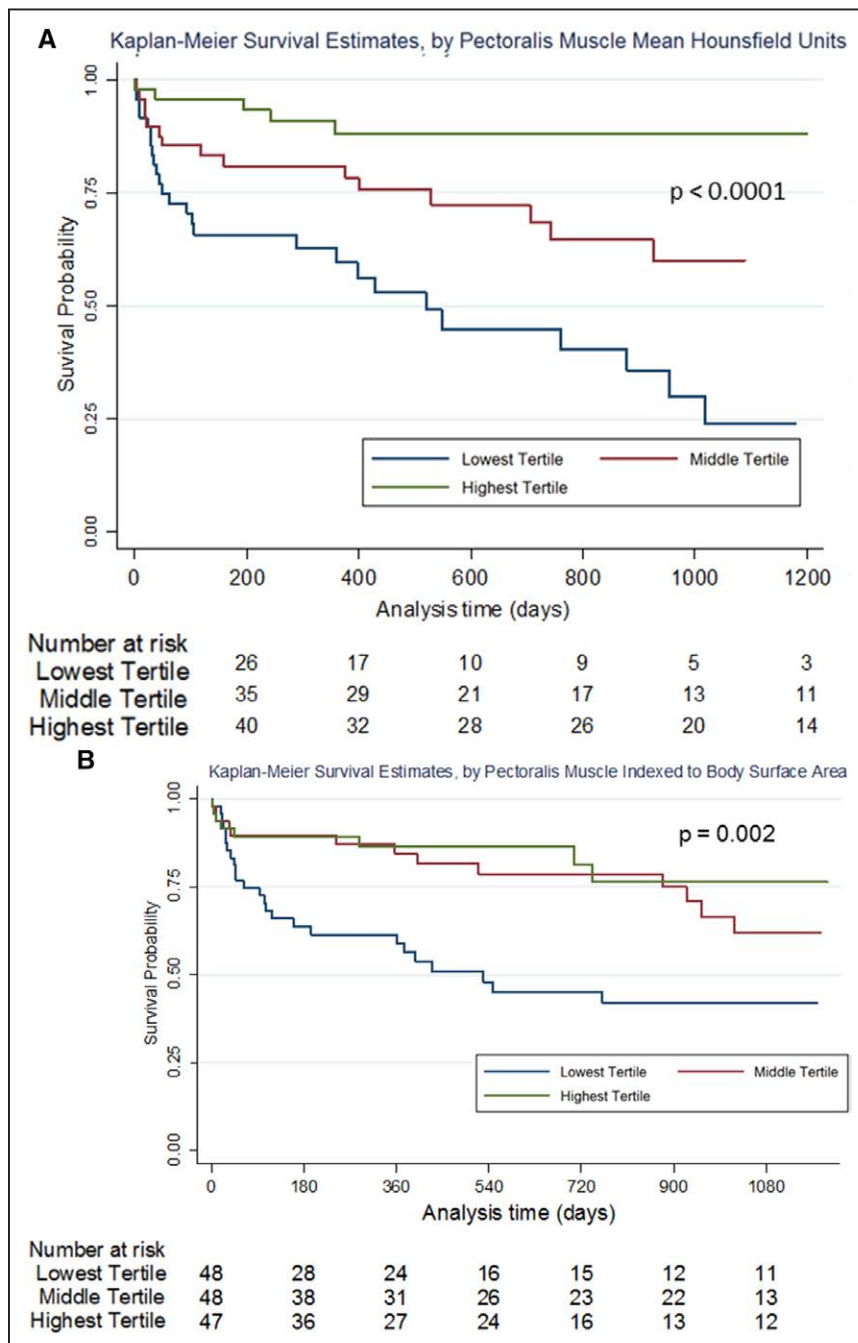 A
Kaplan-Meier Survival Estimates, by Pectoralis Muscle Mean Hounsfield Units
1.00
0.75
0.50
0.25
0.00
Suvival Probability
p < 0.0001
Lowest Tertile
Middle Tertile
Highest Tertile
0 200 400 600 800 1000 1200
Analysis time (days)
Number at risk
Lowest Tertile 26 17 10 9 5 3
Middle Tertile 35 29 21 17 13 11
Highest Tertile 40 32 28 26 20 14
B
Kaplan-Meier Survival Estimates, by Pectoralis Muscle Indexed to Body Surface Area
1.00
0.75
0.50
0.25
0.00
Survival Probability
p = 0.002
Lowest Tertile
Middle Tertile
Highest Tertile
0 180 360 540 720 900 1080
Analysis time (days)
Number at risk
Lowest Tertile 48 28 24 16 15 12 11
Middle Tertile 48 38 31 26 23 22 13
Highest Tertile 47 36 27 24 16 13 12